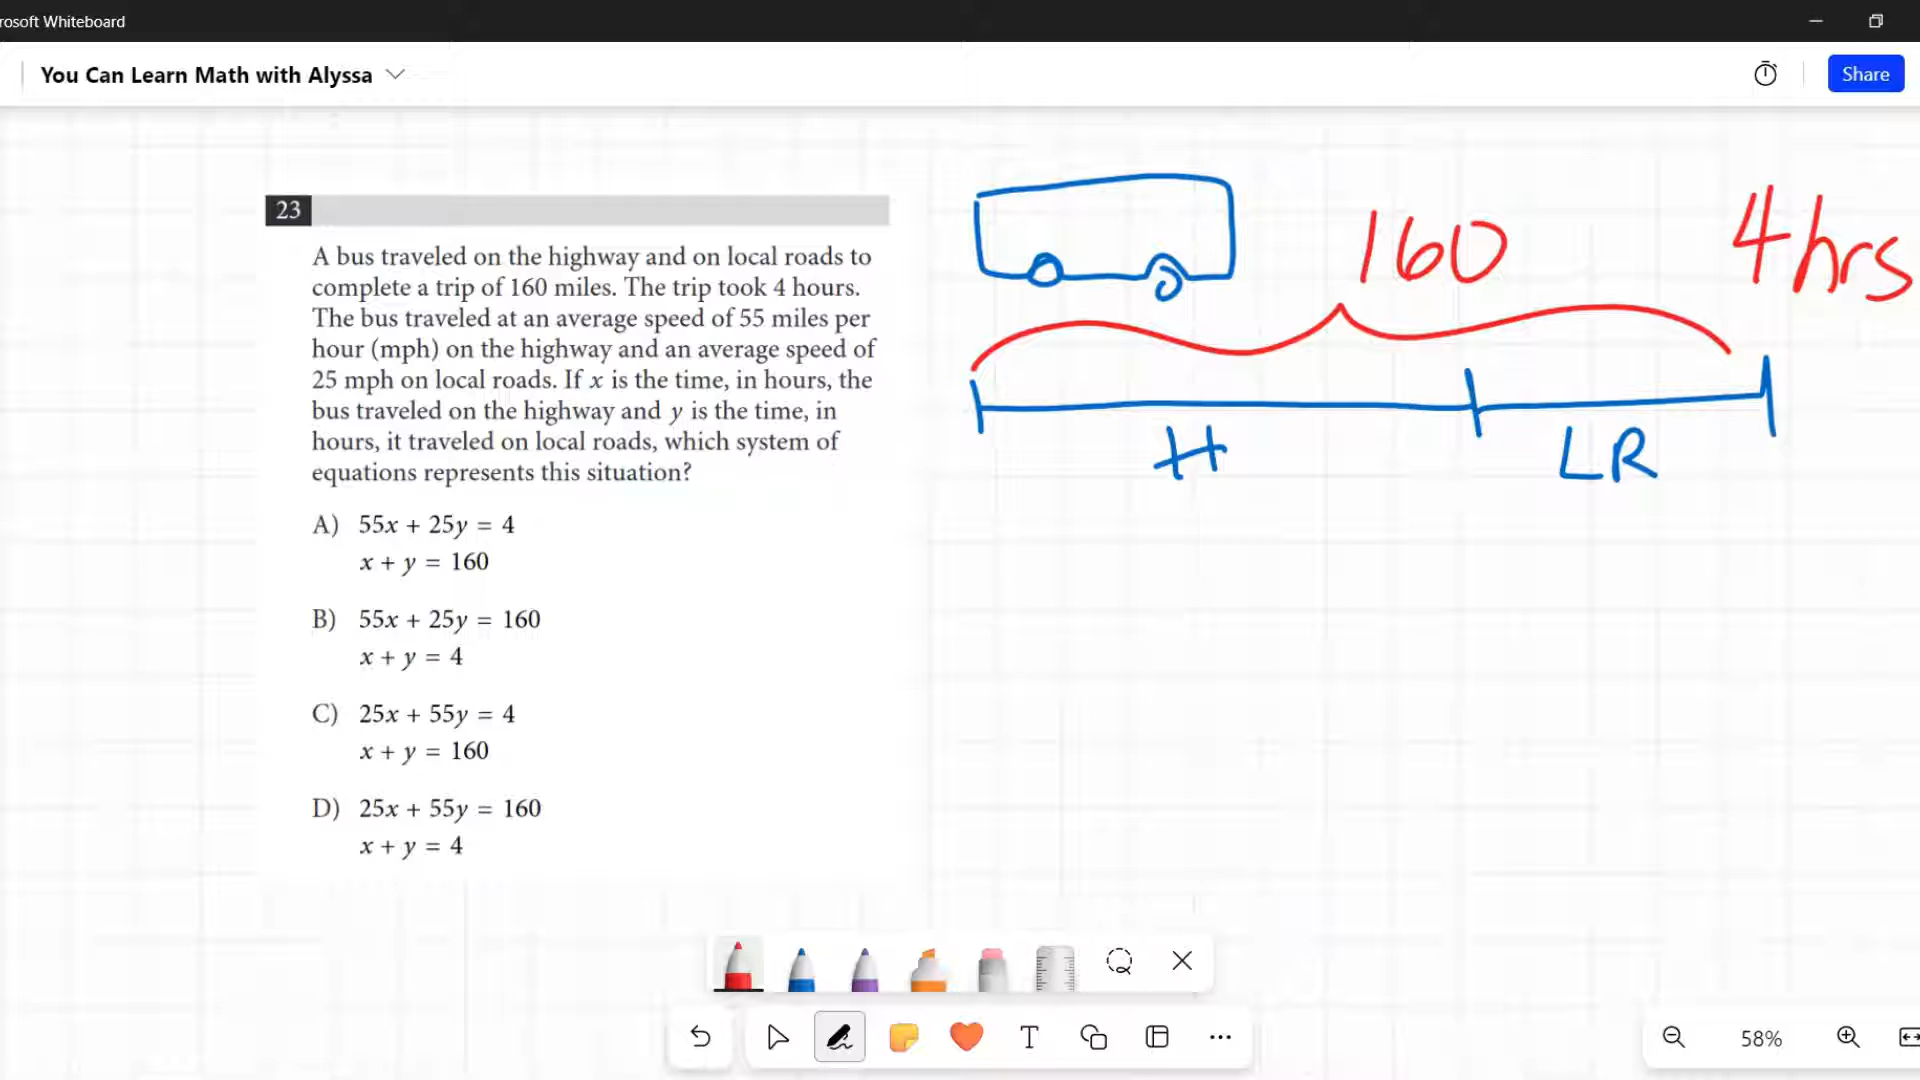 rosoft Whiteboard
You Can Learn Math with Alyssa
Share
23
A bus traveled on the highway and on local roads to
complete a trip of 160 miles. The trip took 4 hours.
The bus traveled at an average speed of 55 miles per
hour (mph) on the highway and an average speed of
25 mph on local roads. If x is the time, in hours, the
bus traveled on the highway and y is the time, in
hours, it traveled on local roads, which system of
equations represents this situation?
A) 55x + 25y = 4
x + y = 160
B) 55x + 25y = 160
x + y = 4
C) 25x + 55y = 4
x + y = 160
D) 25x + 55y = 160
x + y = 4
160
4 hrs
H
LR
58%